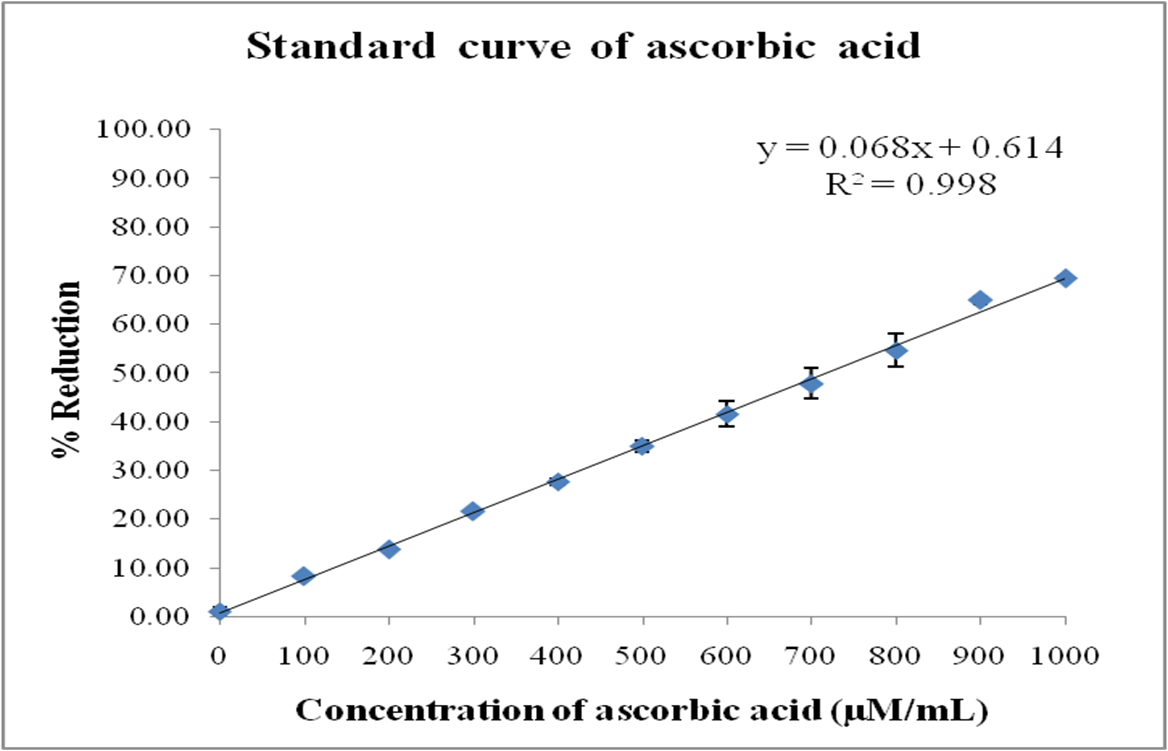 Standard curve of ascorbic acid
y = 0.068x + 0.614
R² = 0.998
100.00
90.00
80.00
70.00
60.00
50.00
40.00
30.00
20.00
10.00
0.00
% Reduction
0 100 200 300 400 500 600 700 800 900 1000
Concentration of ascorbic acid (µM/mL)